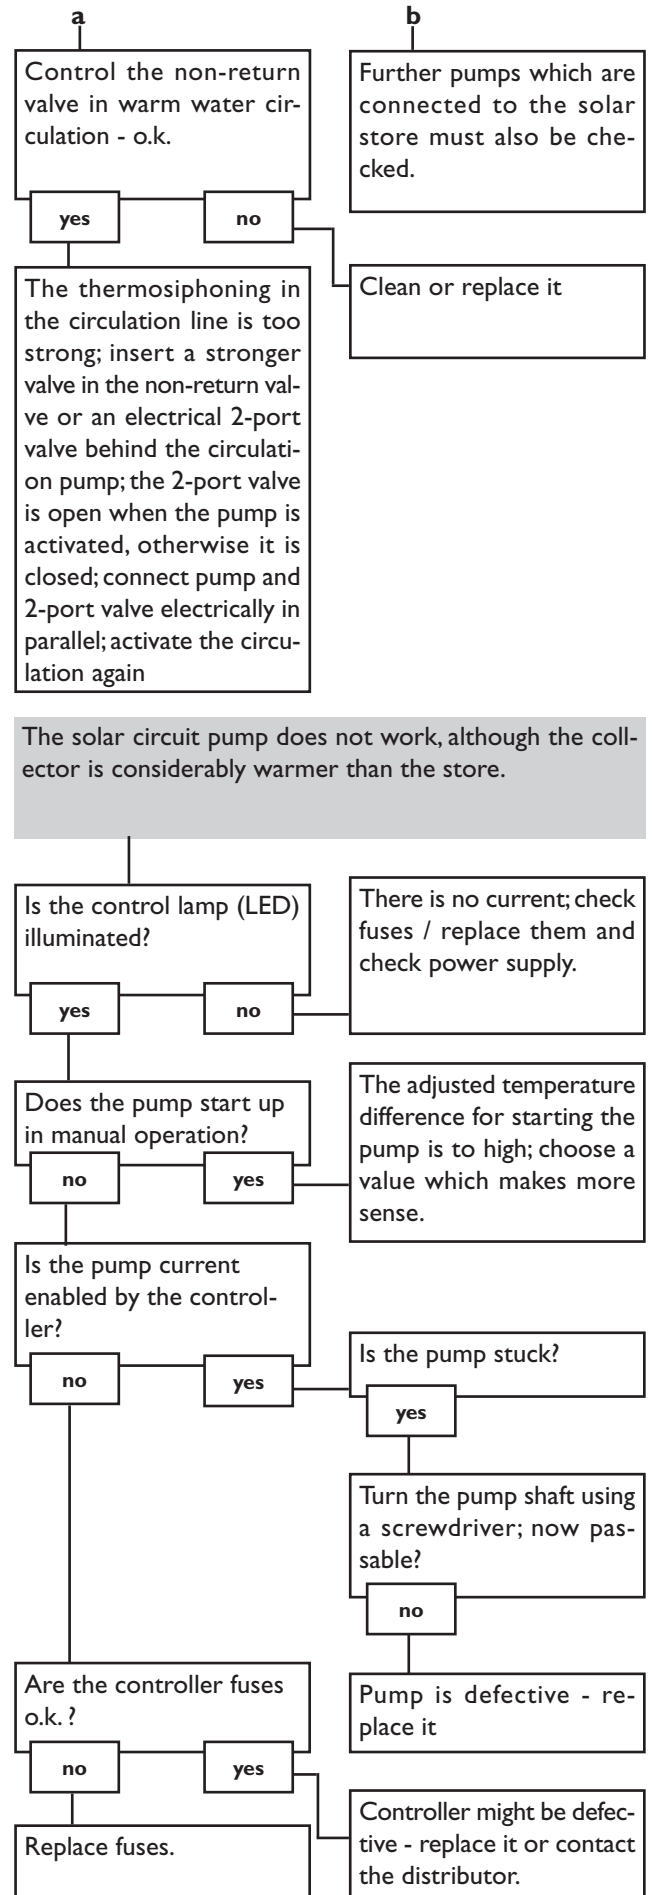 a
Control the non-return
valve in warm water cir-
culation - o.k.
yes
no
b
Further pumps which are
connected to the solar
store must also be che-
cked.
Clean or replace it
The thermosiphoning in
the circulation line is too
strong; insert a stronger
valve in the non-return val-
ve or an electrical 2-port
valve behind the circulati-
on pump; the 2-port valve
is open when the pump is
activated, otherwise it is
closed; connect pump and
2-port valve electrically in
parallel; activate the circu-
lation again
The solar circuit pump does not work, although the coll-
ector is considerably warmer than the store.
Is the control lamp (LED)
illuminated?
yes
no
There is no current; check
fuses / replace them and
check power supply.
Does the pump start up
in manual operation?
no
yes
The adjusted temperature
difference for starting the
pump is to high; choose a
value which makes more
sense.
Is the pump current
enabled by the control-
ler?
no
yes
Is the pump stuck?
yes
Turn the pump shaft using
a screwdriver; now pas-
sable?
no
Pump is defective - re-
place it
Are the controller fuses
o.k. ?
no
yes
Replace fuses.
Controller might be defec-
tive - replace it or contact
the distributor.